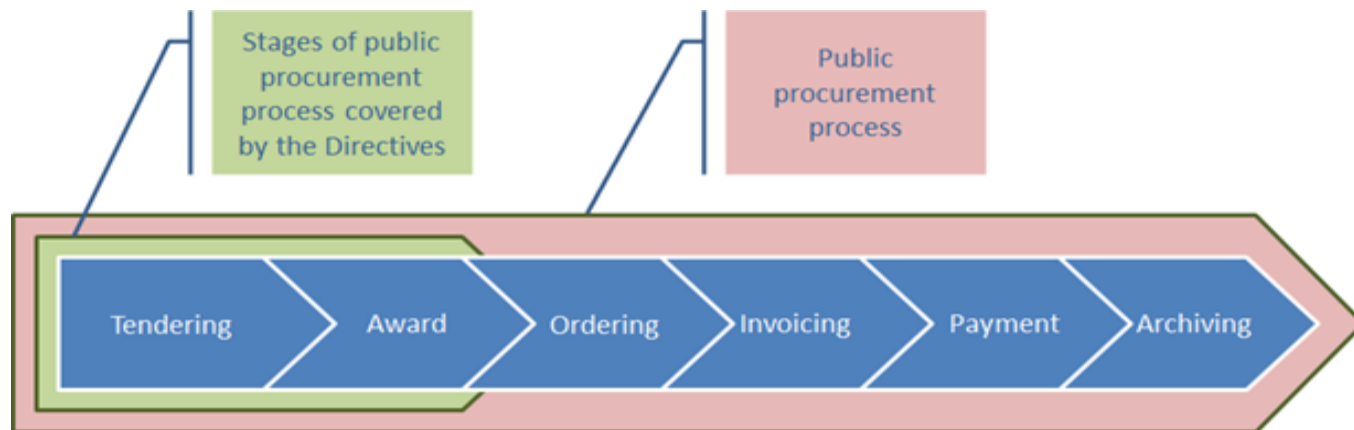 Stages of public
procurement
process covered
by the Directives
Public
procurement
process
Tendering
Award
Ordering
Invoicing
Payment
Archiving